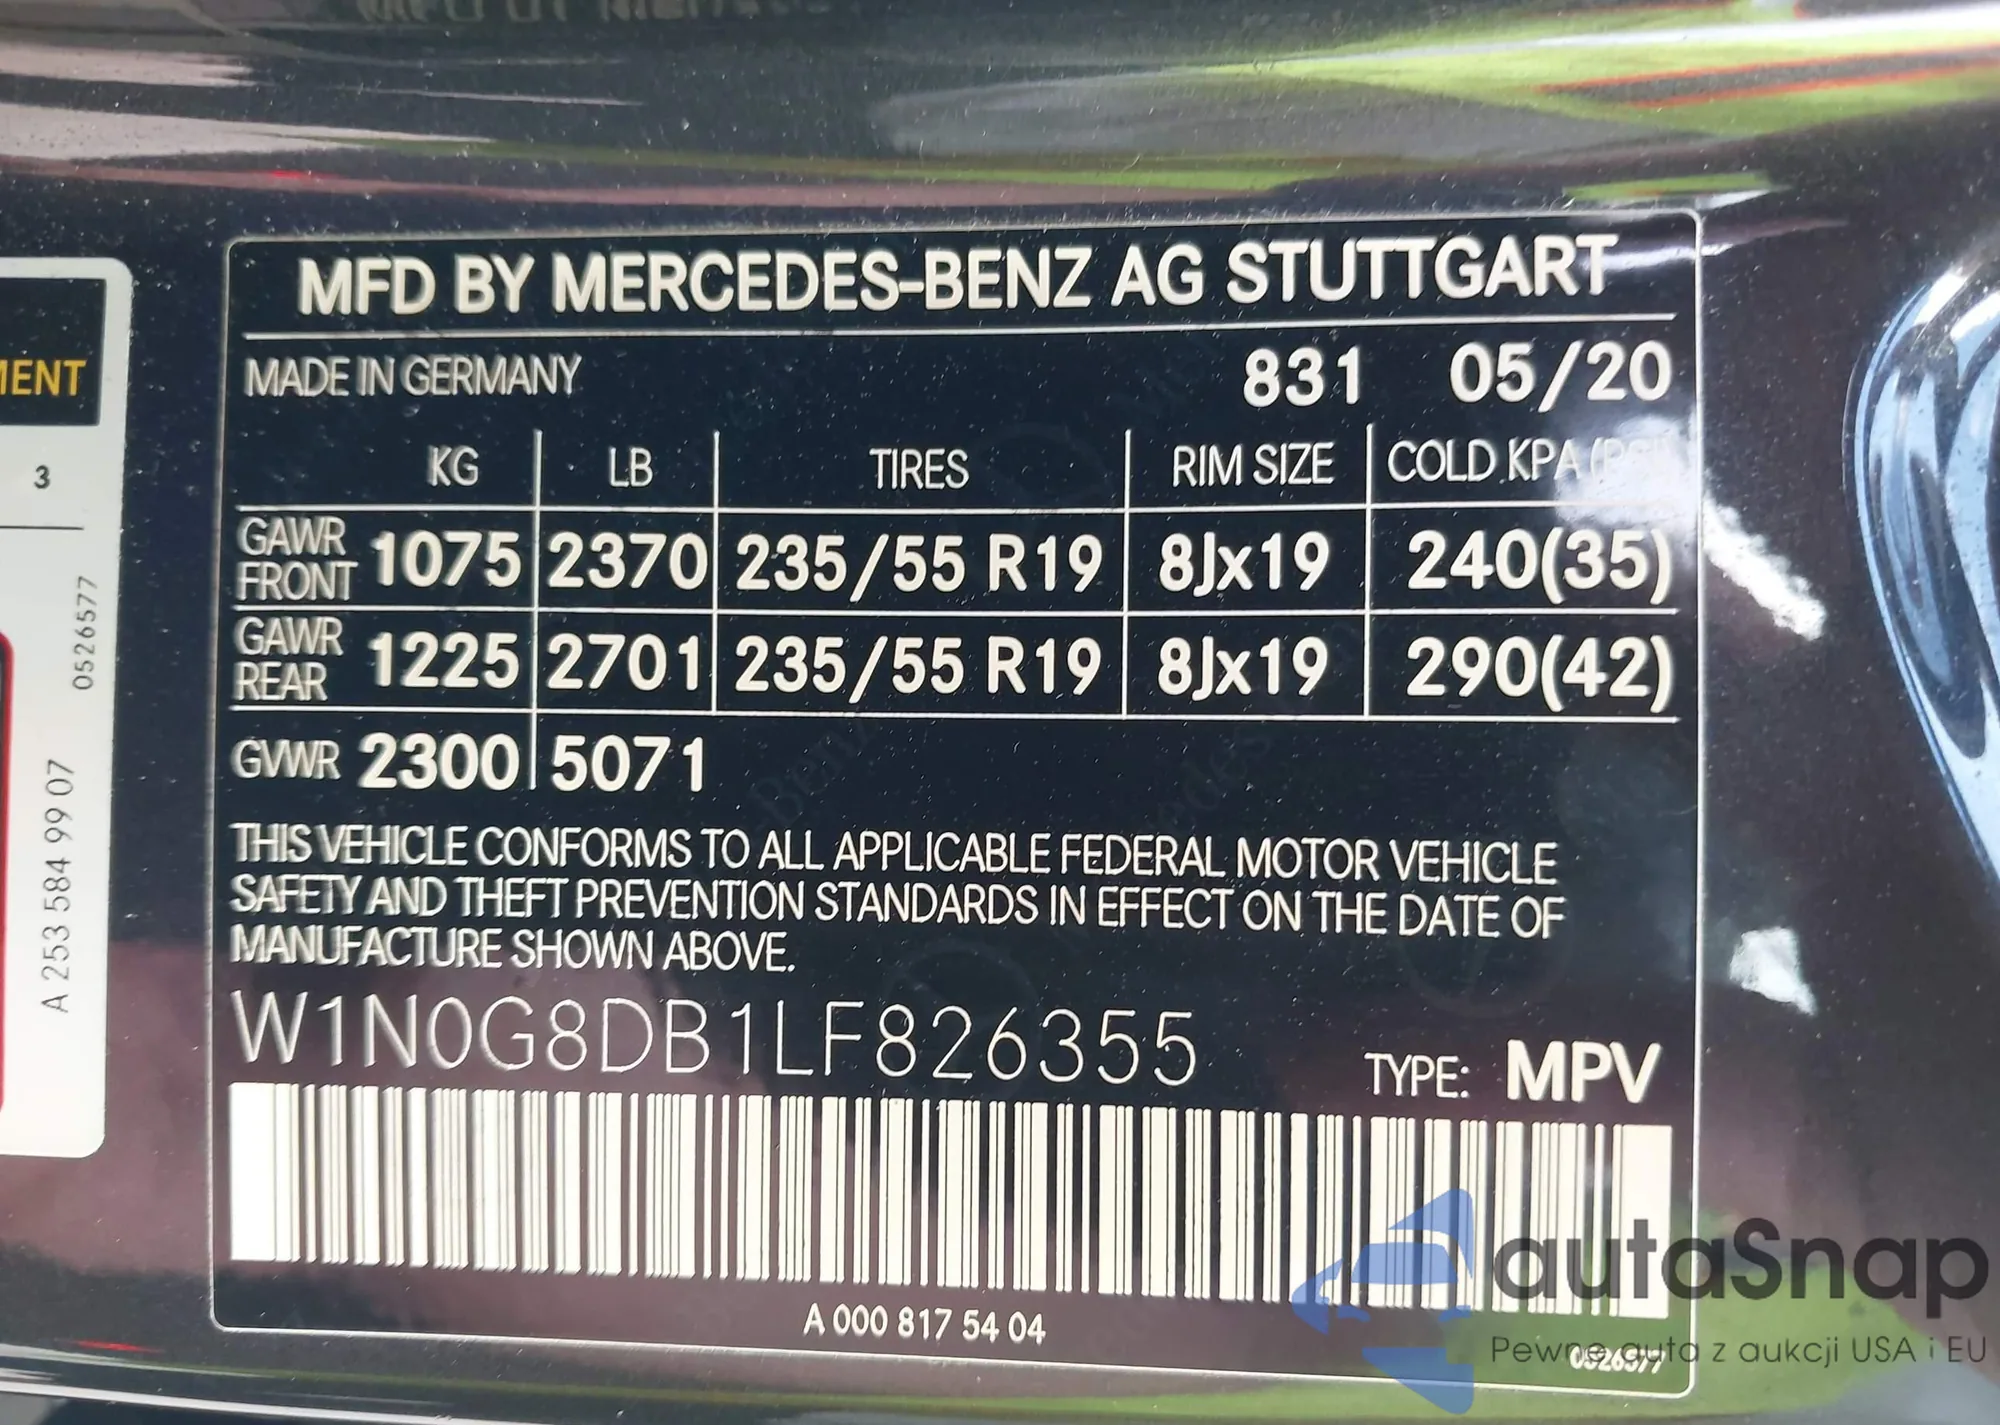 MFD BY MERCEDES-BENZ AG STUTTGART
MADE IN GERMANY 831 05/20
KG LB TIRES RIM SIZE COLD KPA (PSI)
GAWR FRONT 1075 2370 235/55 R19 8Jx19 240(35)
GAWR REAR 1225 2701 235/55 R19 8Jx19 290(42)
GVWR 2300 5071
THIS VEHICLE CONFORMS TO ALL APPLICABLE FEDERAL MOTOR VEHICLE
SAFETY AND THEFT PREVENTION STANDARDS IN EFFECT ON THE DATE OF
MANUFACTURE SHOWN ABOVE.
W1N0G8DB1LF826355 TYPE: MPV
A 000 817 54 04
0526577
MENT
3
0526577
A 253 584 99 07
autaSnap
Pewne auta z aukcji USA i EU